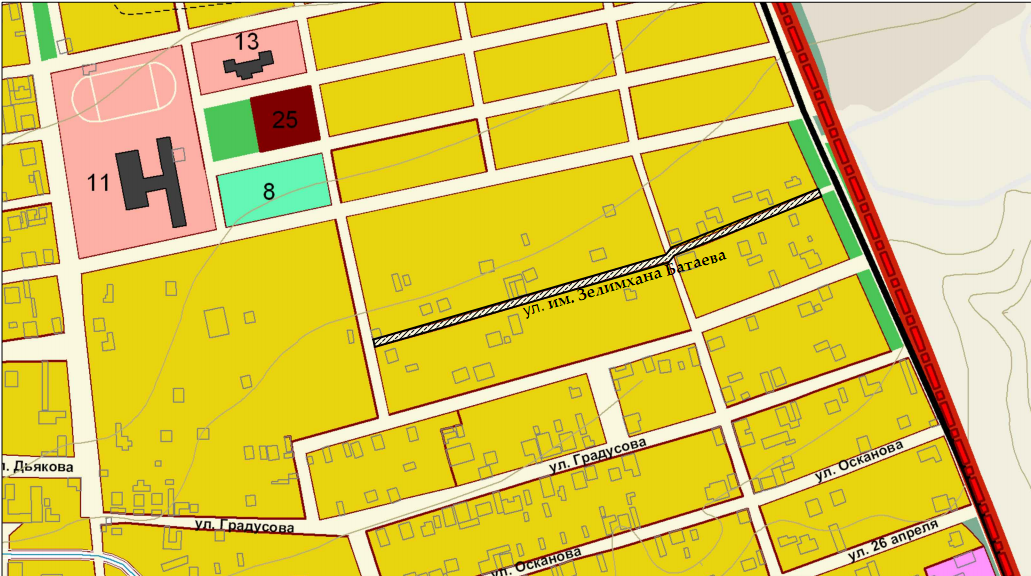 13
25
11
8
ул. им. Зелимхана Батаева
л. Дьякова
ул. Градусова
ул. Осканова
ул. Градусова
ул. 26 апреля
ул. Осканова